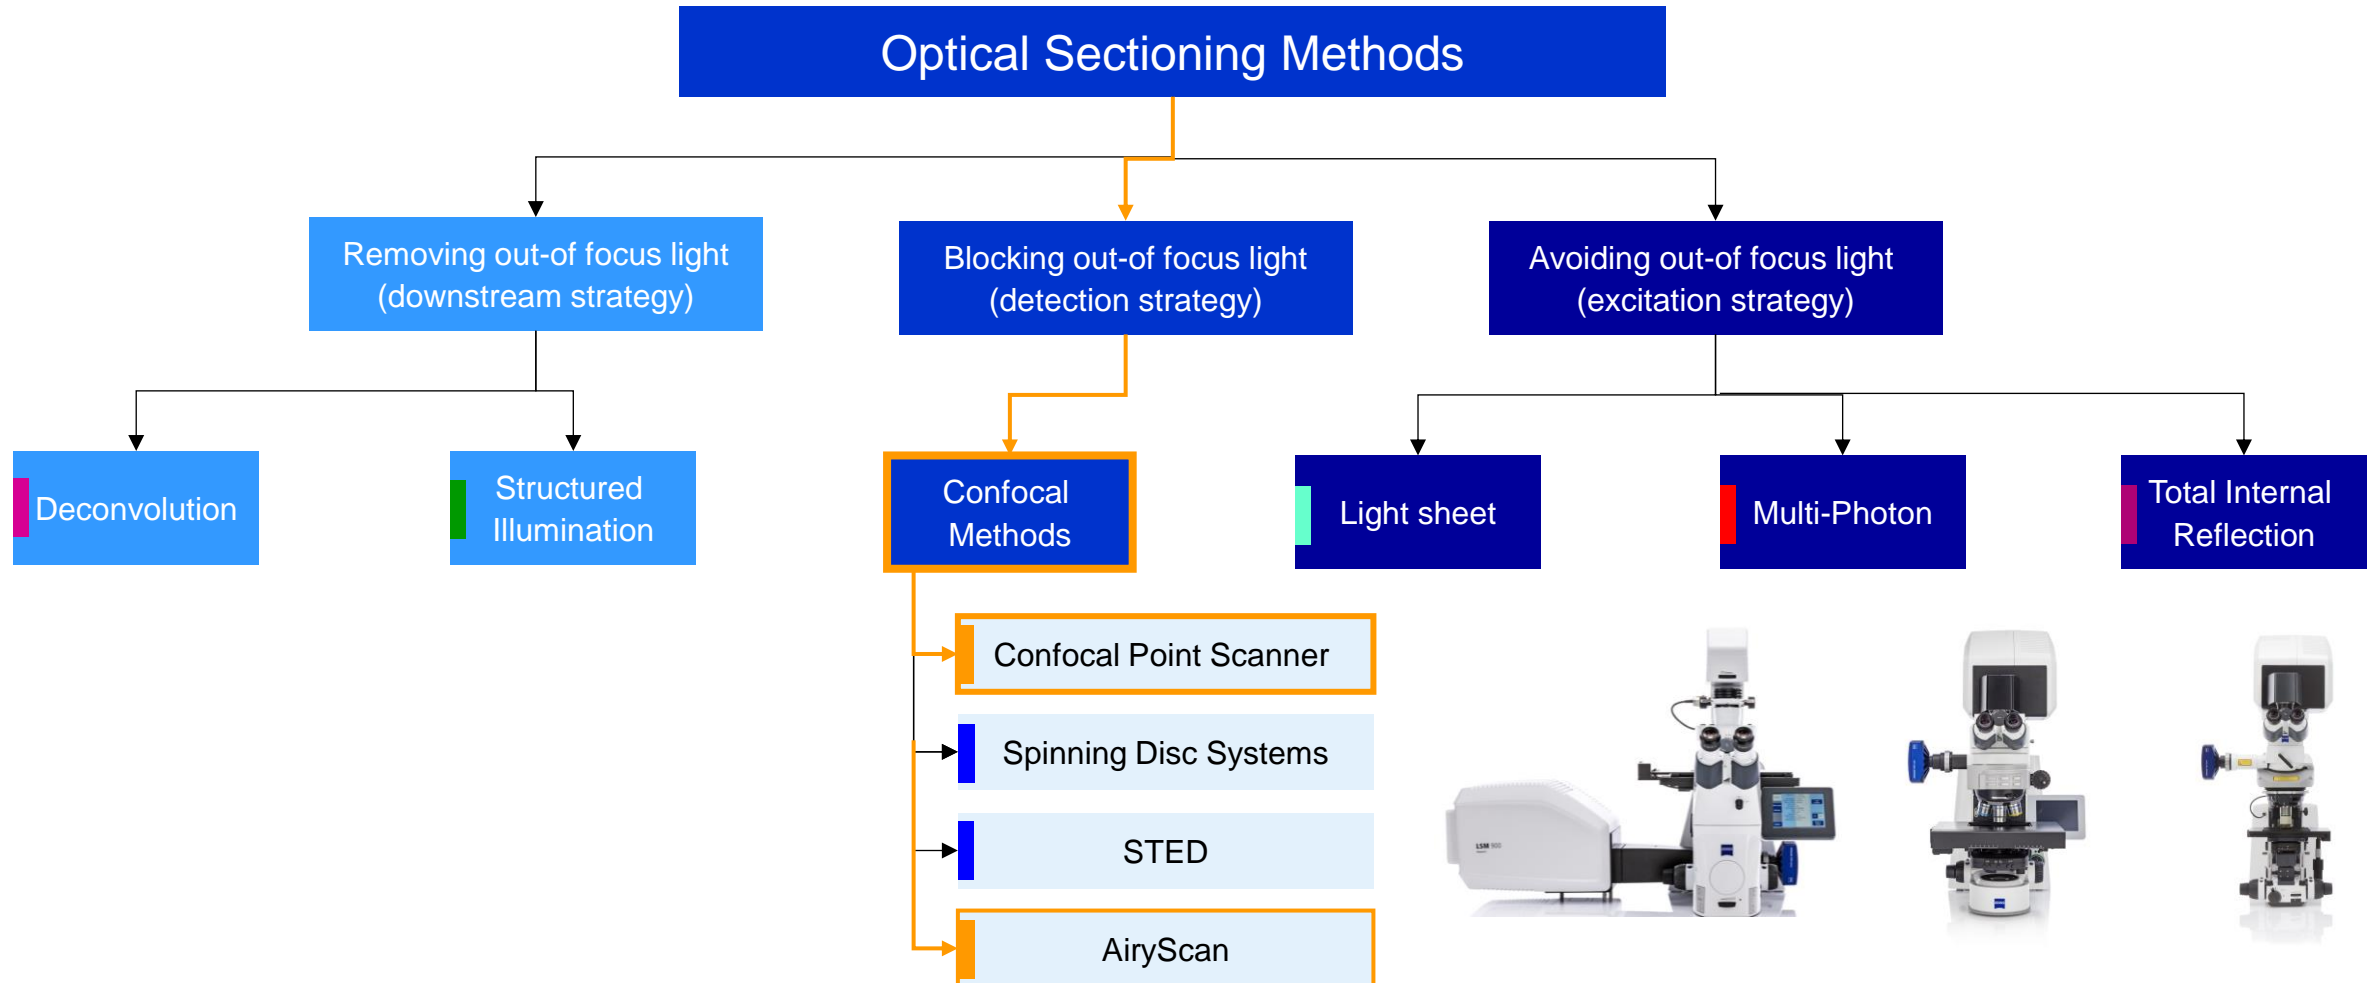 Optical Sectioning Methods
Removing out-of focus light
(downstream strategy)
Blocking out-of focus light
(detection strategy)
Avoiding out-of focus light
(excitation strategy)
Deconvolution
Structured
Illumination
Confocal
Methods
Light sheet
Multi-Photon
Total Internal
Reflection
Confocal Point Scanner
Spinning Disc Systems
STED
AiryScan
LSM 900